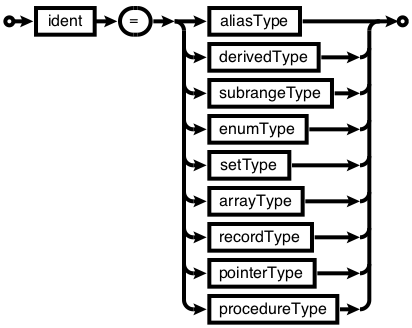 ident = aliasType
derivedType
subrangeType
enumType
setType
arrayType
recordType
pointerType
procedureType